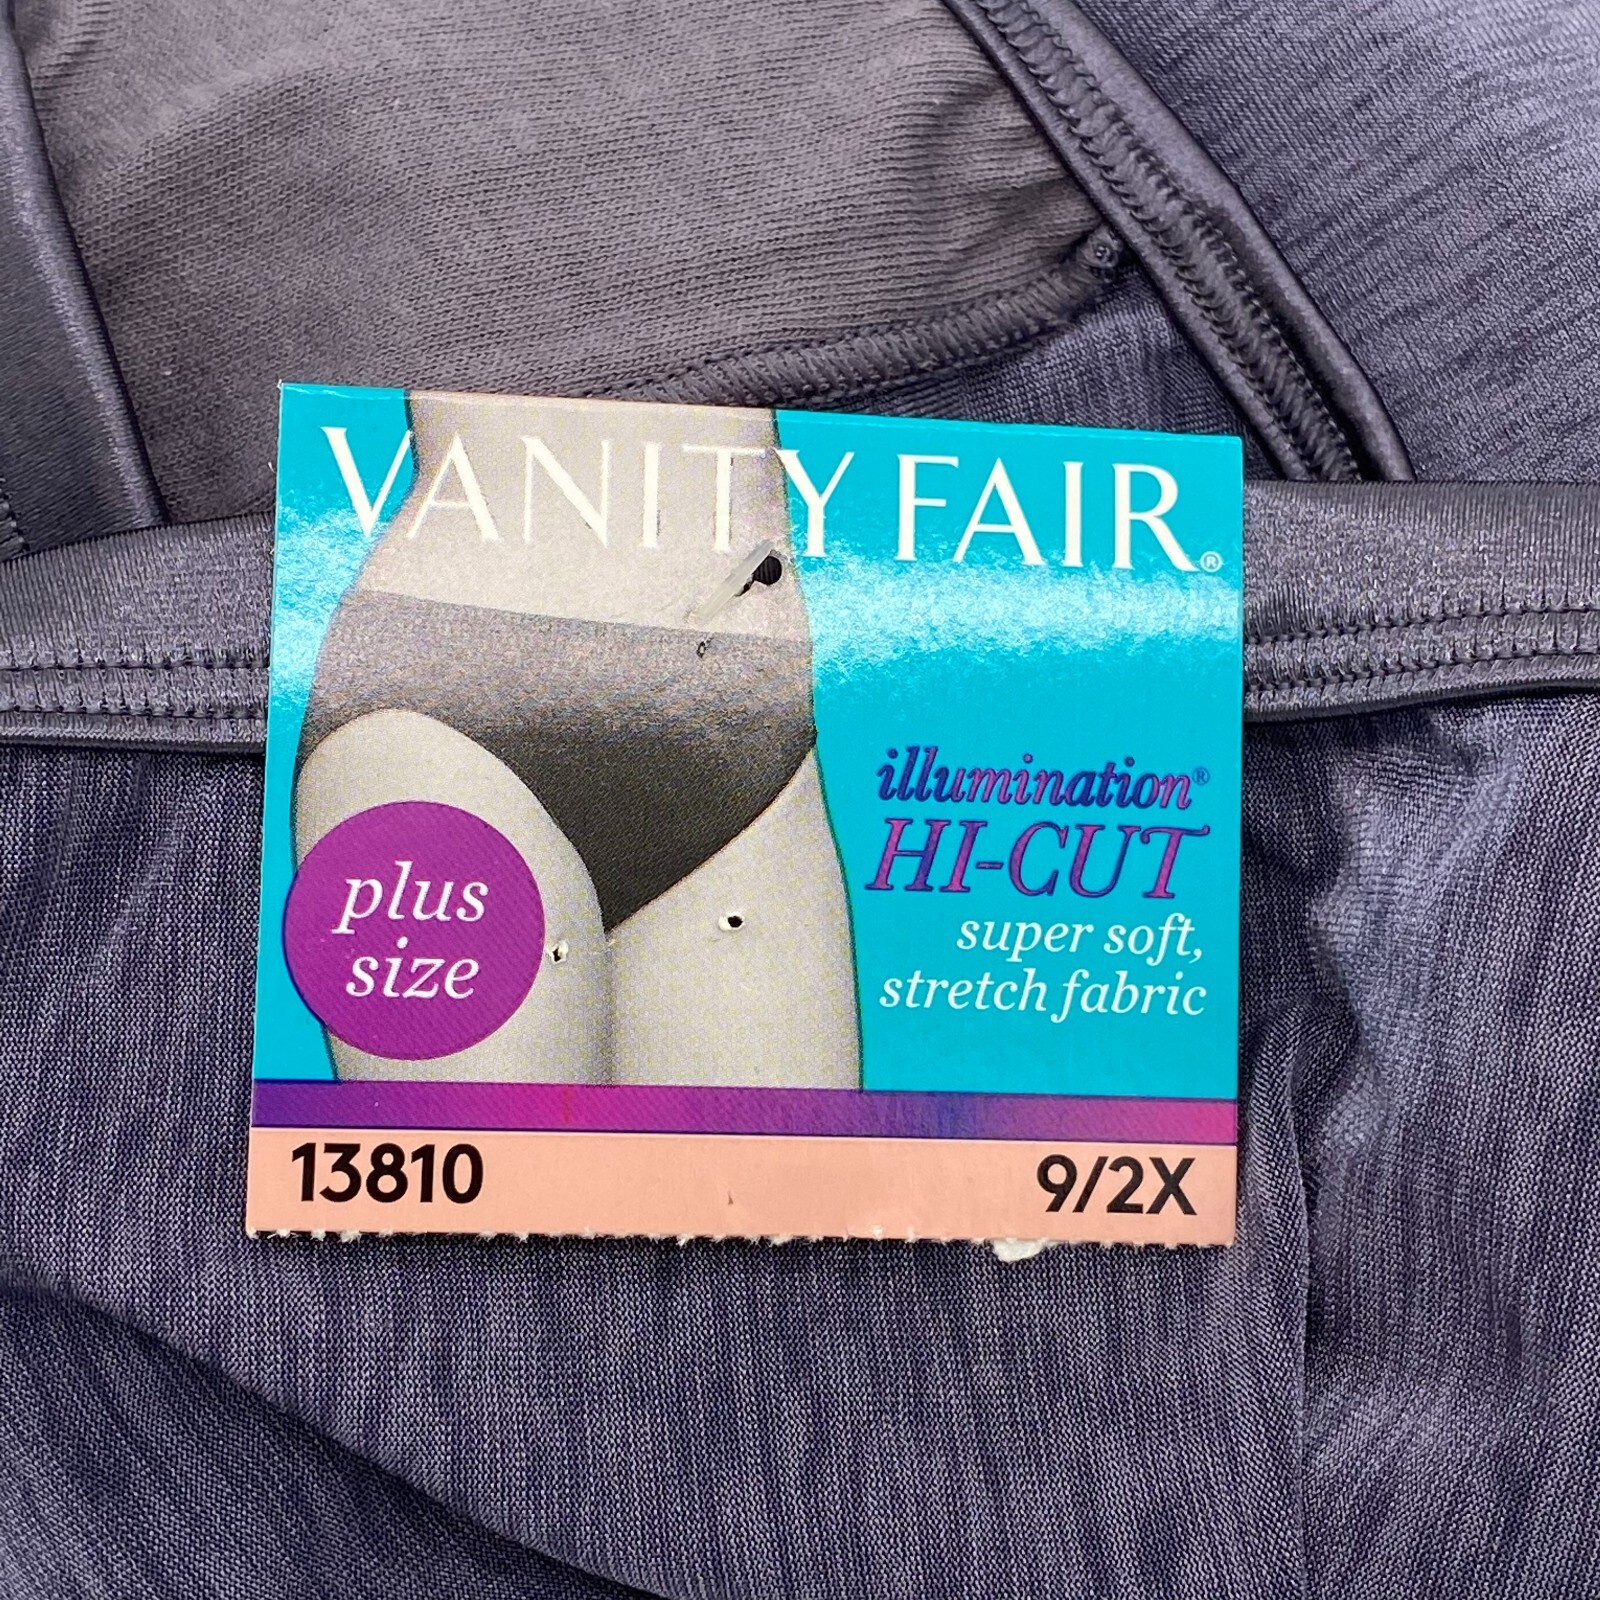 VANITY FAIR®
illumination®
HI-CUT
super soft,
stretch fabric
plus
size
13810 9/2X